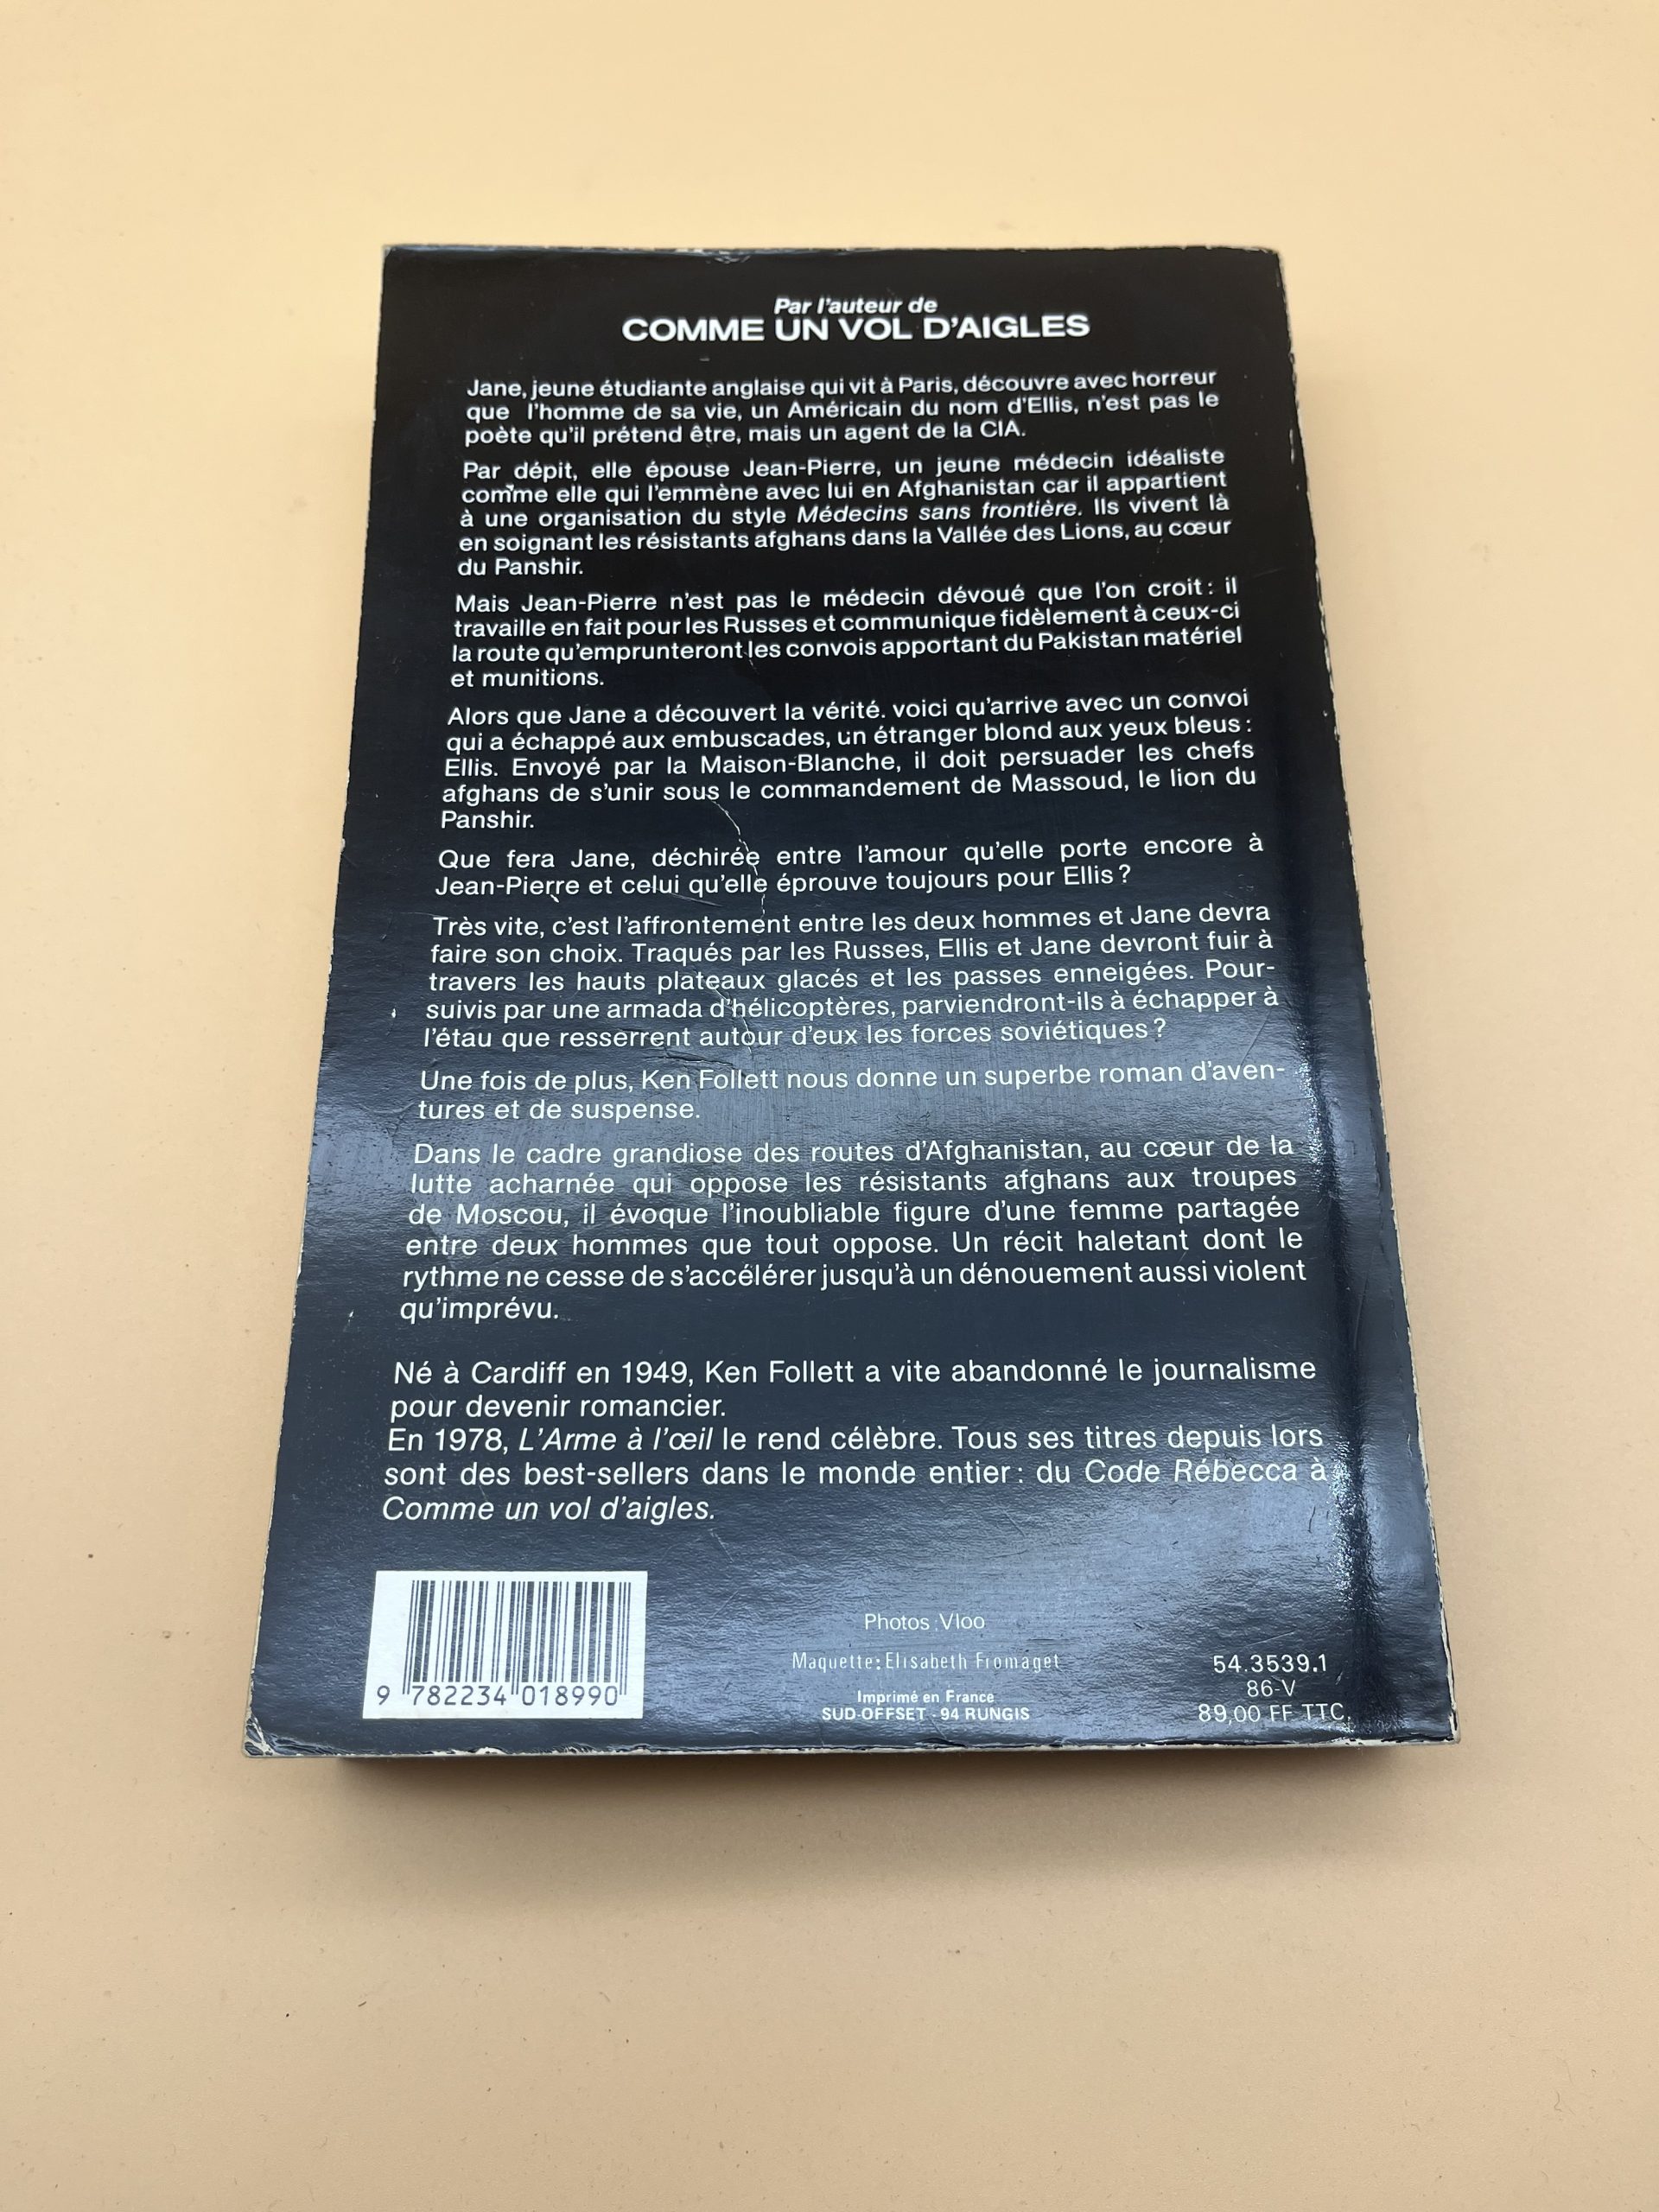 Par l'auteur de
COMME UN VOL D'AIGLES
Jane, jeune étudiante anglaise qui vit à Paris, découvre avec horreur
que l'homme de sa vie, un Américain du nom d'Ellis, n'est pas le
poète qu'il prétend être, mais un agent de la CIA.
Par dépit, elle épouse Jean-Pierre, un jeune médecin idéaliste
comme elle qui l'emmène avec lui en Afghanistan car il appartient
à une organisation du style Médecins sans frontière. Ils vivent là
en soignant les résistants afghans dans la Vallée des Lions, au cœur
du Panshir.
Mais Jean-Pierre n'est pas le médecin dévoué que l'on croit : il
travaille en fait pour les Russes et communique fidèlement à ceux-ci
la route qu'emprunteront les convois apportant du Pakistan matériel
et munitions.
Alors que Jane a découvert la vérité. voici qu'arrive avec un convoi
qui a échappé aux embuscades, un étranger blond aux yeux bleus :
Ellis. Envoyé par la Maison-Blanche, il doit persuader les chefs
afghans de s'unir sous le commandement de Massoud, le lion du
Panshir.
Que fera Jane, déchirée entre l'amour qu'elle porte encore à
Jean-Pierre et celui qu'elle éprouve toujours pour Ellis ?
Très vite, c'est l'affrontement entre les deux hommes et Jane devra
faire son choix. Traqués par les Russes, Ellis et Jane devront fuir à
travers les hauts plateaux glacés et les passes enneigées. Pour-
suivis par une armada d'hélicoptères, parviendront-ils à échapper à
l'étau que resserrent autour d'eux les forces soviétiques ?
Une fois de plus, Ken Follett nous donne un superbe roman d'aven-
tures et de suspense.
Dans le cadre grandiose des routes d'Afghanistan, au cœur de la
lutte acharnée qui oppose les résistants afghans aux troupes
de Moscou, il évoque l'inoubliable figure d'une femme partagée
entre deux hommes que tout oppose. Un récit haletant dont le
rythme ne cesse de s'accélérer jusqu'à un dénouement aussi violent
qu'imprévu.
Né à Cardiff en 1949, Ken Follett a vite abandonné le journalisme
pour devenir romancier.
En 1978, L'Arme à l'œil le rend célèbre. Tous ses titres depuis lors
sont des best-sellers dans le monde entier : du Code Rébecca à
Comme un vol d'aigles.
9 782234 018990
Photos : Vloo
Maquette : Elisabeth Fromaget
Imprimé en France
SUD-OFFSET - 94 RUNGIS
54.3539.1
86-V
89,00 FF TTC.